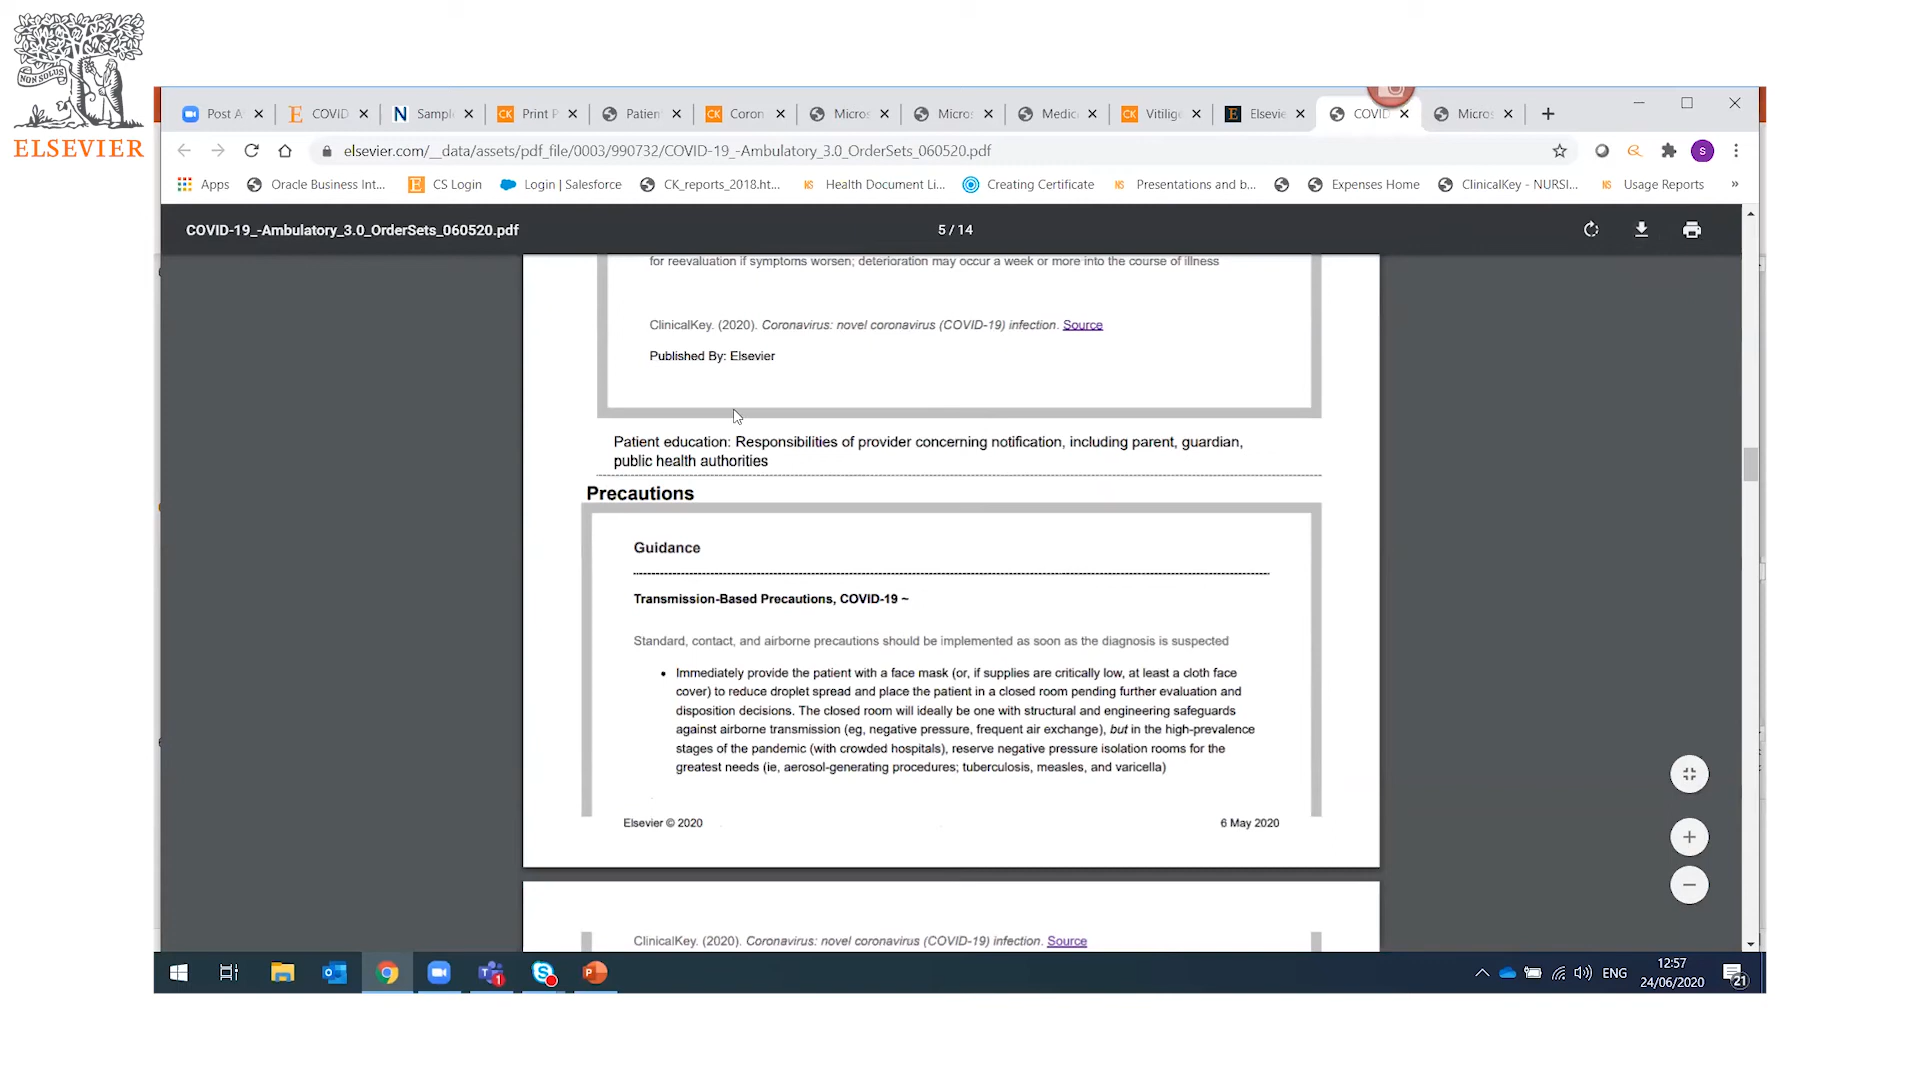 NON SOLUS
ELSEVIER
Post A
COVID
Sample
Print P
Patien
Coron
Micros
Micros
Medic
Vitilig
Elsevie
COVID
Micros
elsevier.com/__data/assets/pdf_file/0003/990732/COVID-19_-Ambulatory_3.0_OrderSets_060520.pdf
S
Apps
Oracle Business Int...
CS Login
Login | Salesforce
CK_reports_2018.ht...
NS
Health Document Li...
Creating Certificate
NS
Presentations and b...
Expenses Home
ClinicalKey - NURSI...
NS
Usage Reports
»
COVID-19_-Ambulatory_3.0_OrderSets_060520.pdf
5 / 14
for reevaluation if symptoms worsen; deterioration may occur a week or more into the course of illness
ClinicalKey. (2020). Coronavirus: novel coronavirus (COVID-19) infection. Source
Published By: Elsevier
Patient education: Responsibilities of provider concerning notification, including parent, guardian,
public health authorities
Precautions
Guidance
Transmission-Based Precautions, COVID-19 ~
Standard, contact, and airborne precautions should be implemented as soon as the diagnosis is suspected
• Immediately provide the patient with a face mask (or, if supplies are critically low, at least a cloth face
cover) to reduce droplet spread and place the patient in a closed room pending further evaluation and
disposition decisions. The closed room will ideally be one with structural and engineering safeguards
against airborne transmission (eg, negative pressure, frequent air exchange), but in the high-prevalence
stages of the pandemic (with crowded hospitals), reserve negative pressure isolation rooms for the
greatest needs (ie, aerosol-generating procedures; tuberculosis, measles, and varicella)
Elsevier © 2020
6 May 2020
ClinicalKey. (2020). Coronavirus: novel coronavirus (COVID-19) infection. Source
ENG
12:57
24/06/2020
21